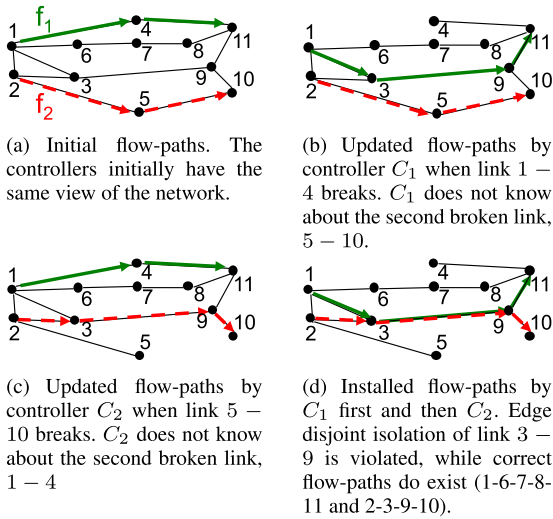 f1
1
4
11
6
7
8
9
2
3
10
f2
5
1
4
11
6
7
8
2
3
9
10
5
(a) Initial flow-paths. The
controllers initially have the
same view of the network.
(b) Updated flow-paths by
controller C1 when link 1 −
4 breaks. C1 does not know
about the second broken link,
5 − 10.
1
4
11
6
7
8
2
3
9
10
5
1
4
11
6
7
8
2
3
9
10
5
(c) Updated flow-paths by
controller C2 when link 5 −
10 breaks. C2 does not know
about the second broken link,
1 − 4
(d) Installed flow-paths by
C1 first and then C2. Edge
disjoint isolation of link 3 −
9 is violated, while correct
flow-paths do exist (1-6-7-8-
11 and 2-3-9-10).